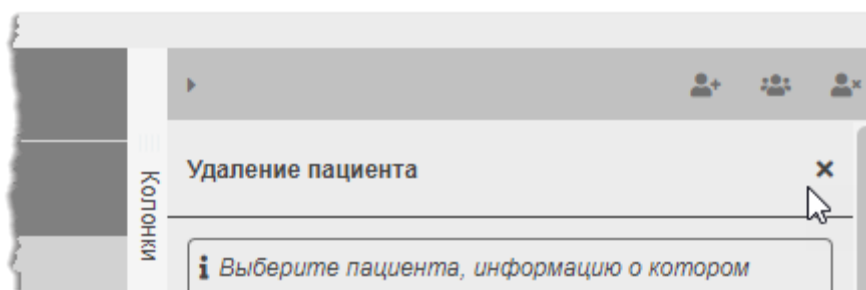 Удаление пациента
Колонки
Выберите пациента, информацию о котором